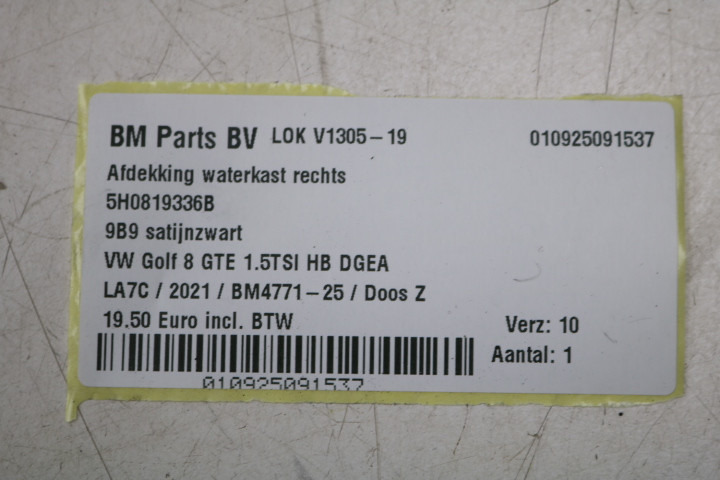 BM Parts BV LOK V1305-19 010925091537
Afdekking waterkast rechts
5H0819336B
9B9 satijnzwart
VW Golf 8 GTE 1.5TSI HB DGEA
LA7C / 2021 / BM4771-25 / Doos Z
19.50 Euro incl. BTW Verz: 10
Aantal: 1
010925091537